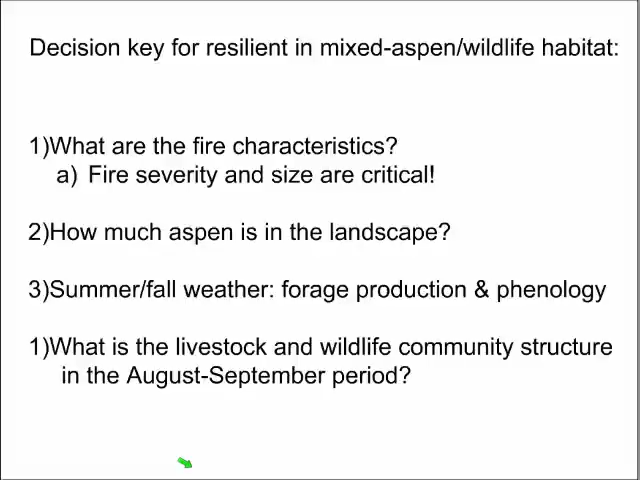 Decision key for resilient in mixed-aspen/wildlife habitat:
1)What are the fire characteristics?
a) Fire severity and size are critical!
2)How much aspen is in the landscape?
3)Summer/fall weather: forage production & phenology
1)What is the livestock and wildlife community structure
in the August-September period?